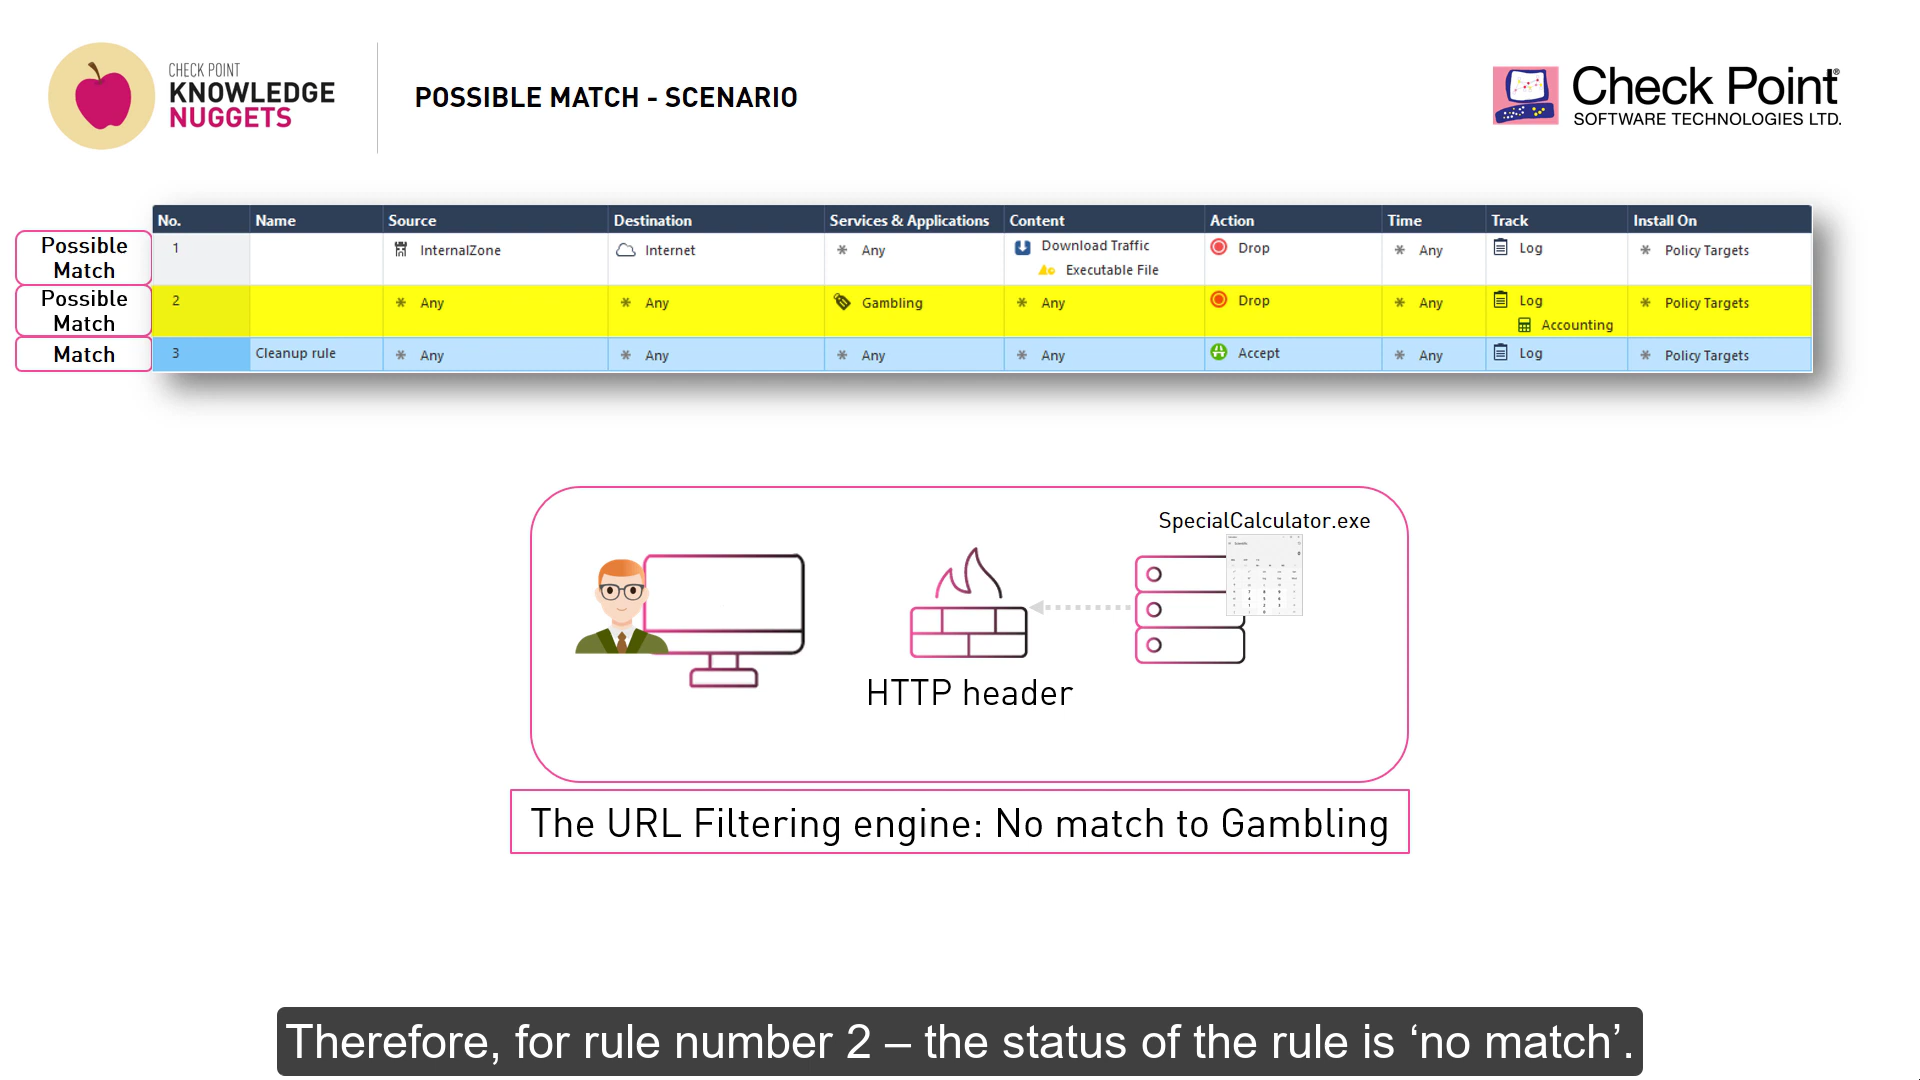 CHECK POINT
KNOWLEDGE
NUGGETS
POSSIBLE MATCH - SCENARIO
Check Point®
SOFTWARE TECHNOLOGIES LTD.
No. Name Source Destination Services & Applications Content Action Time Track Install On
Possible
Match
1 InternalZone Internet Any Download Traffic Drop Any Log Policy Targets
Executable File
Possible
Match
2 Any Any Gambling Any Drop Any Log Policy Targets
Accounting
Match
3 Cleanup rule Any Any Any Any Accept Any Log Policy Targets
SpecialCalculator.exe
HTTP header
The URL Filtering engine: No match to Gambling
Therefore, for rule number 2 – the status of the rule is ‘no match’.